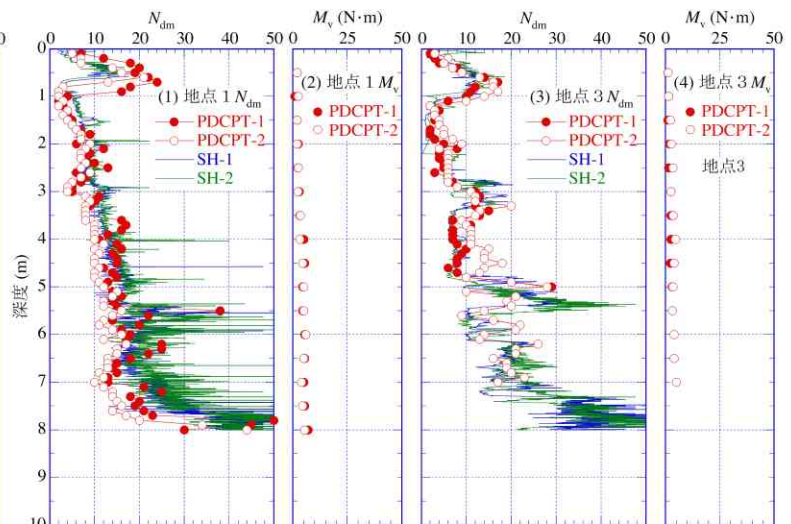 N_dm
0 10 20 30 40 50
0
1
2
3
4
5
6
7
8
9
10
深度 (m)
(1) 地点 1 N_dm
PDCPT-1
PDCPT-2
SH-1
SH-2
M_v (N·m)
0 25 50
(2) 地点 1 M_v
PDCPT-1
PDCPT-2
N_dm
0 10 20 30 40 50
(3) 地点 3 N_dm
PDCPT-1
PDCPT-2
SH-1
SH-2
M_v (N·m)
0 25 50
(4) 地点 3 M_v
PDCPT-1
PDCPT-2
地点3